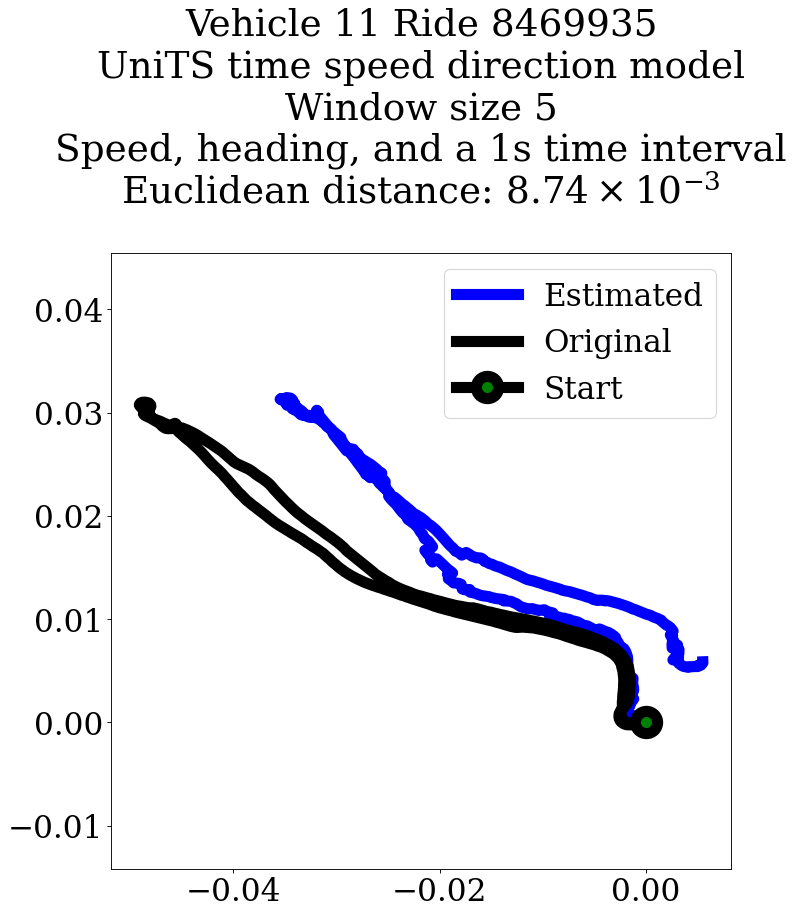 Vehicle 11 Ride 8469935
UniTS time speed direction model
Window size 5
Speed, heading, and a 1s time interval
Euclidean distance: 8.74 × 10⁻³
Estimated
Original
Start
0.04
0.03
0.02
0.01
0.00
−0.01
−0.04
−0.02
0.00